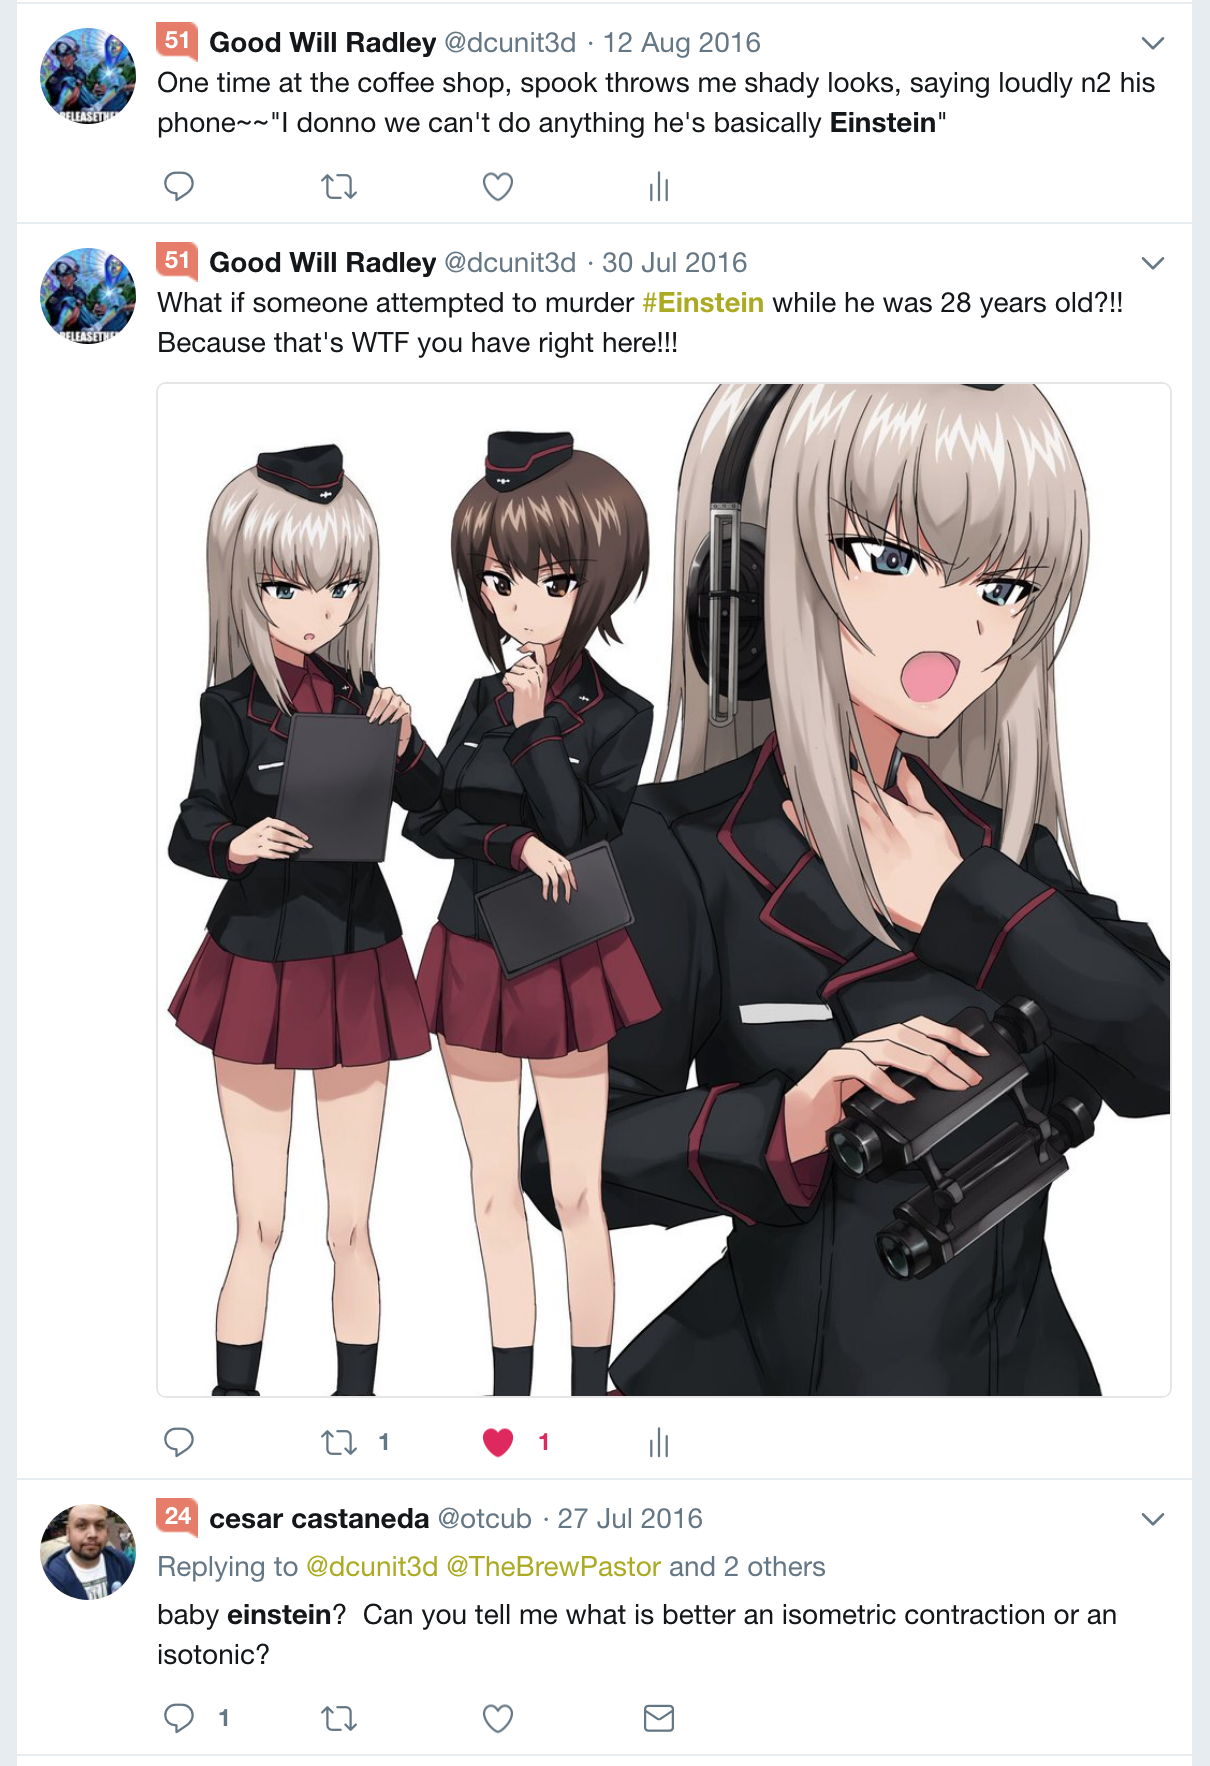 51 Good Will Radley @dcunit3d · 12 Aug 2016
One time at the coffee shop, spook throws me shady looks, saying loudly n2 his
phone~~"I donno we can't do anything he's basically Einstein"
51 Good Will Radley @dcunit3d · 30 Jul 2016
What if someone attempted to murder #Einstein while he was 28 years old?!!
Because that's WTF you have right here!!!
1 1
24 cesar castaneda @otcub · 27 Jul 2016
Replying to @dcunit3d @TheBrewPastor and 2 others
baby einstein?  Can you tell me what is better an isometric contraction or an
isotonic?
1